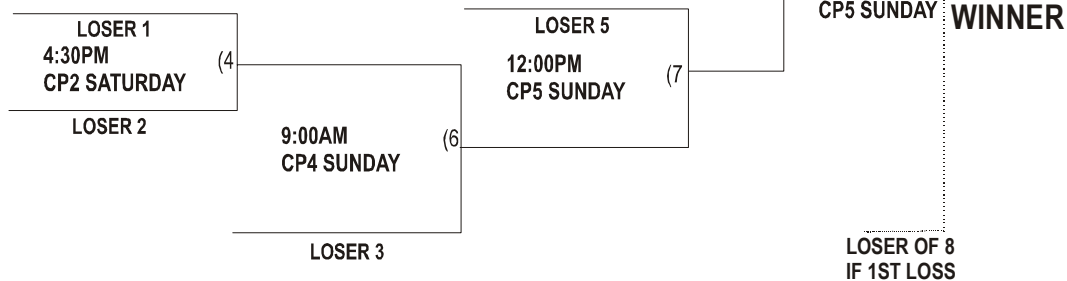 LOSER 1
4:30PM
CP2 SATURDAY
(4
LOSER 2
9:00AM
CP4 SUNDAY
(6
LOSER 3
LOSER 5
12:00PM
CP5 SUNDAY
(7
CP5 SUNDAY
WINNER
LOSER OF 8
IF 1ST LOSS